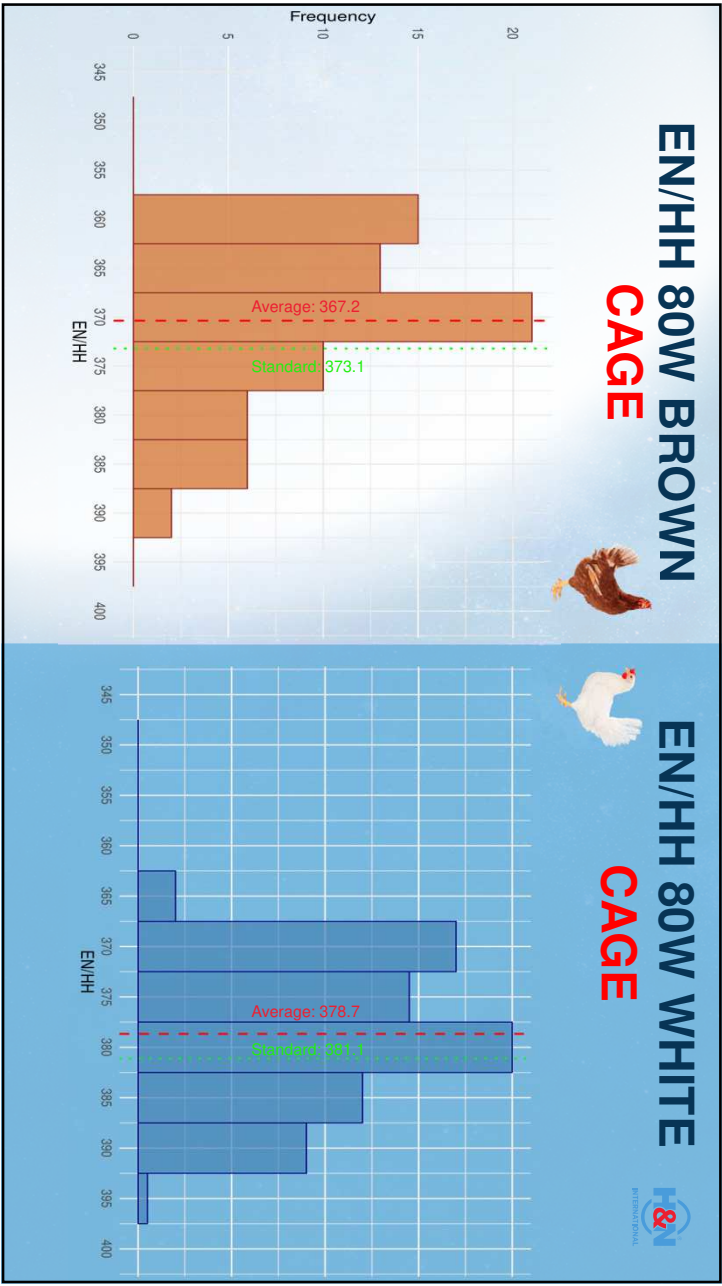 EN/HH 80W BROWN
CAGE
Frequency
20
15
10
5
0
Average: 367.2
Standard: 373.1
345
350
355
360
365
370
375
380
385
390
395
400
EN/HH
EN/HH 80W WHITE
CAGE
Average: 378.7
Standard: 381.1
345
350
355
360
365
370
375
380
385
390
395
400
EN/HH
H&N
INTERNATIONAL